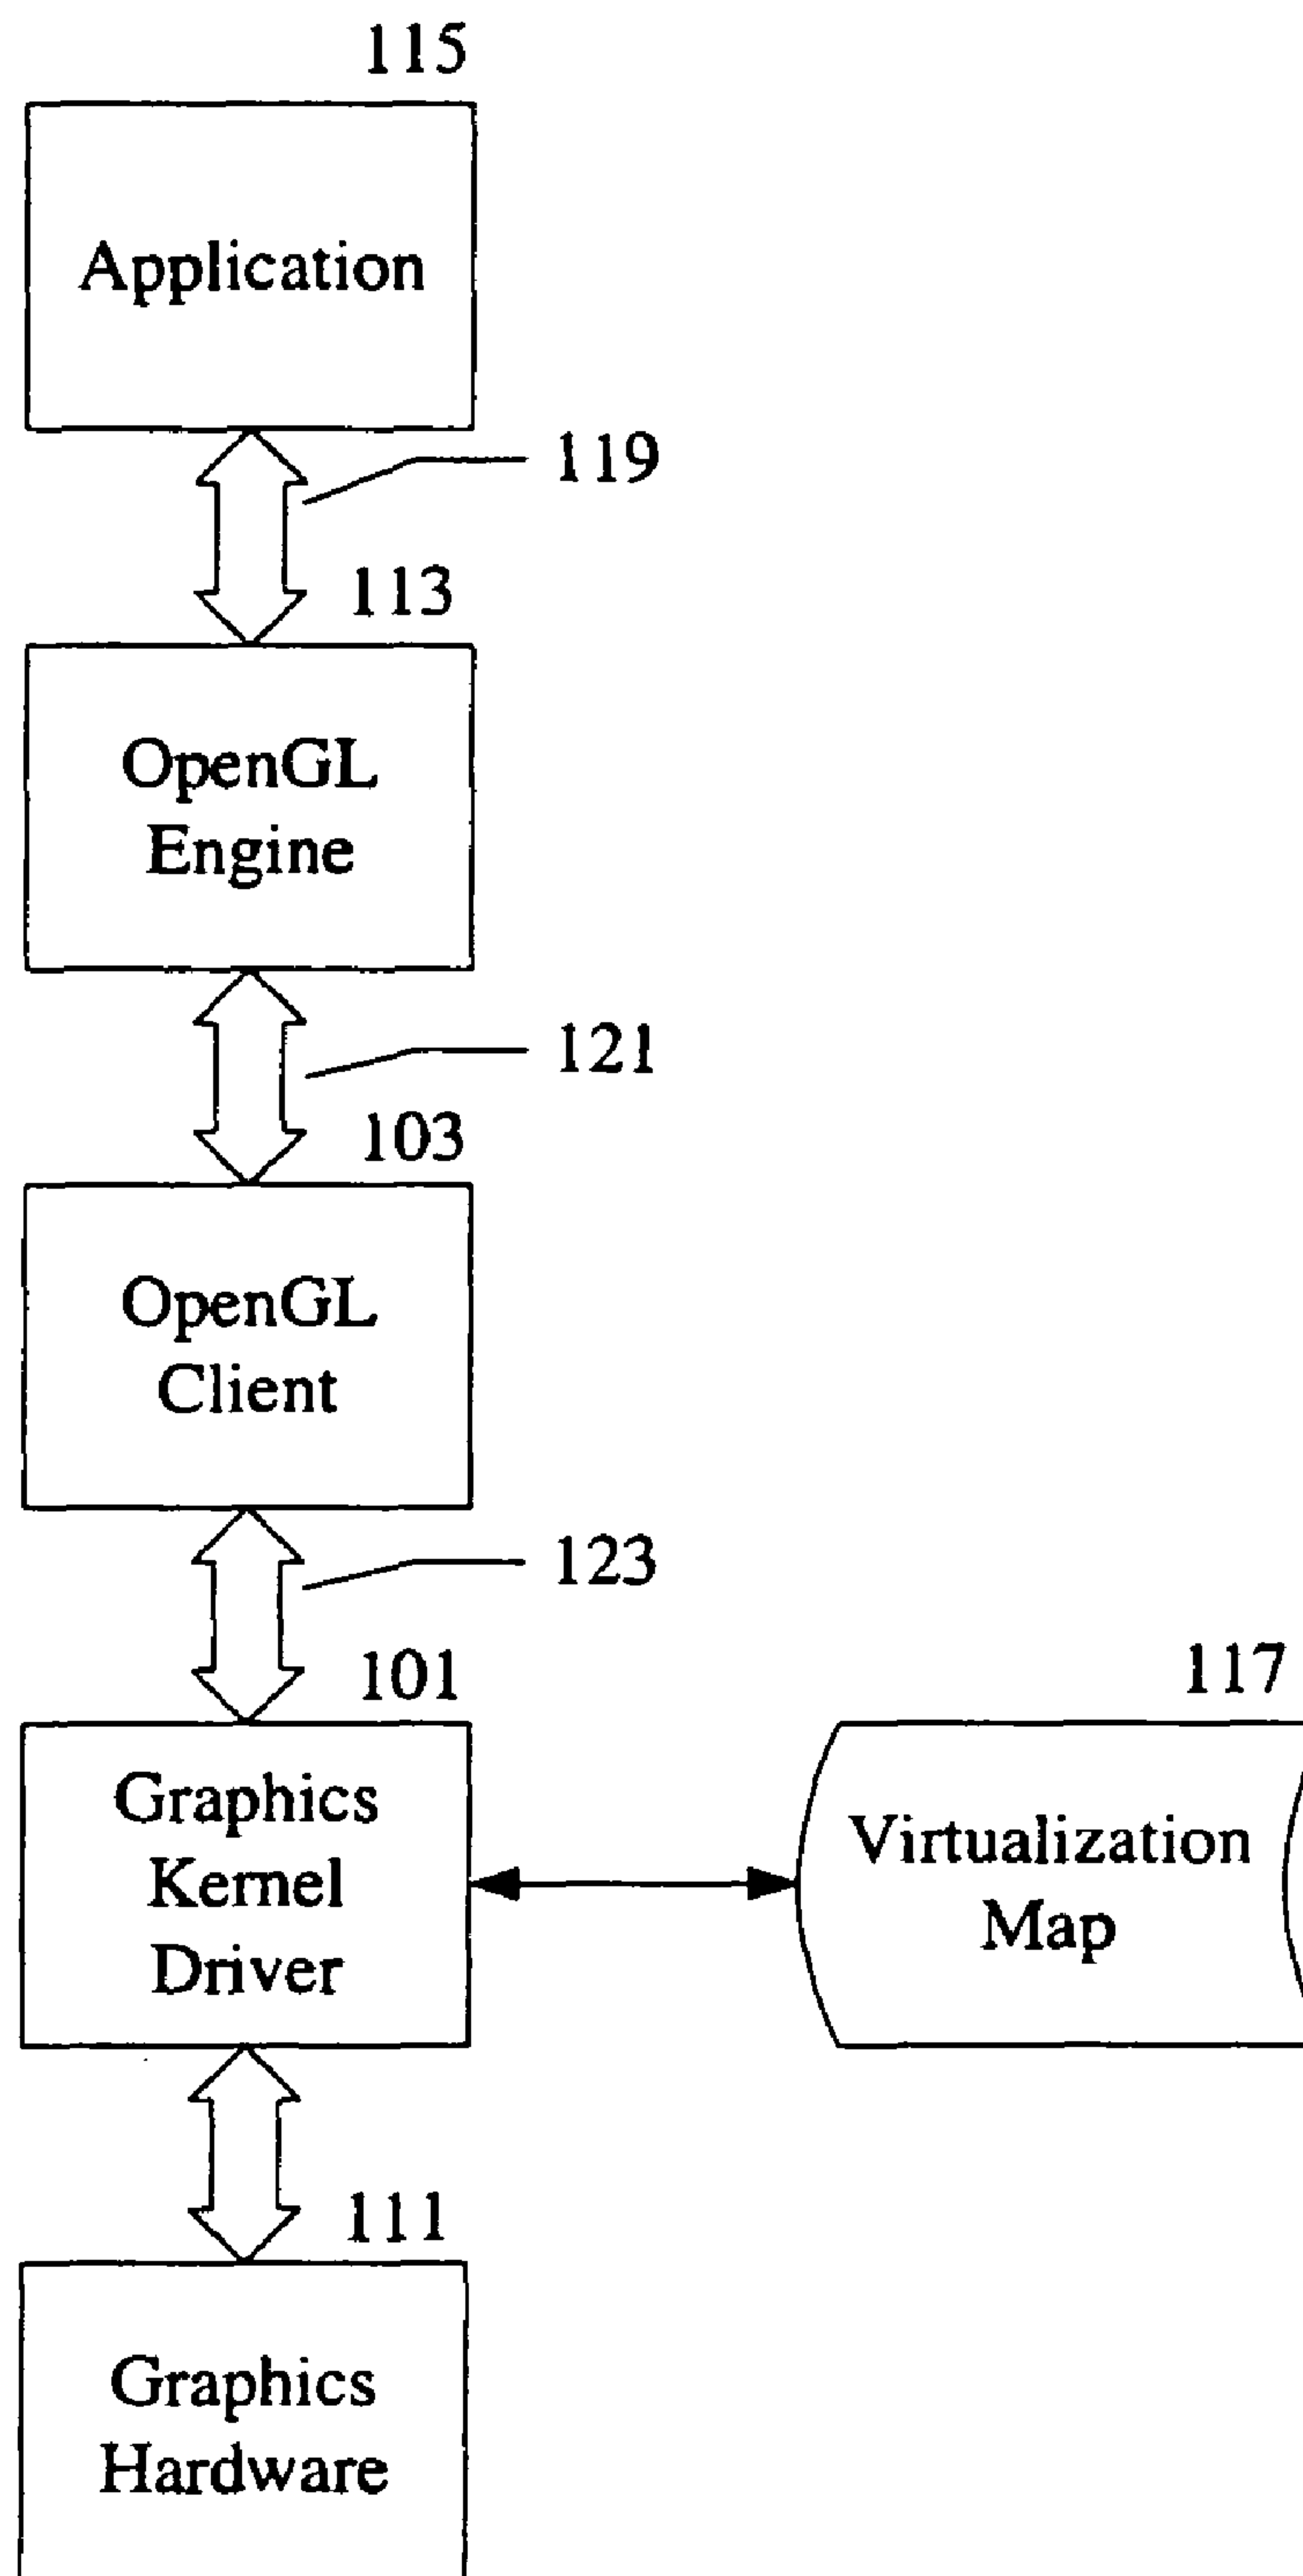 115
Application
119
113
OpenGL
Engine
121
103
OpenGL
Client
123
101
Graphics
Kernel
Driver
117
Virtualization
Map
111
Graphics
Hardware